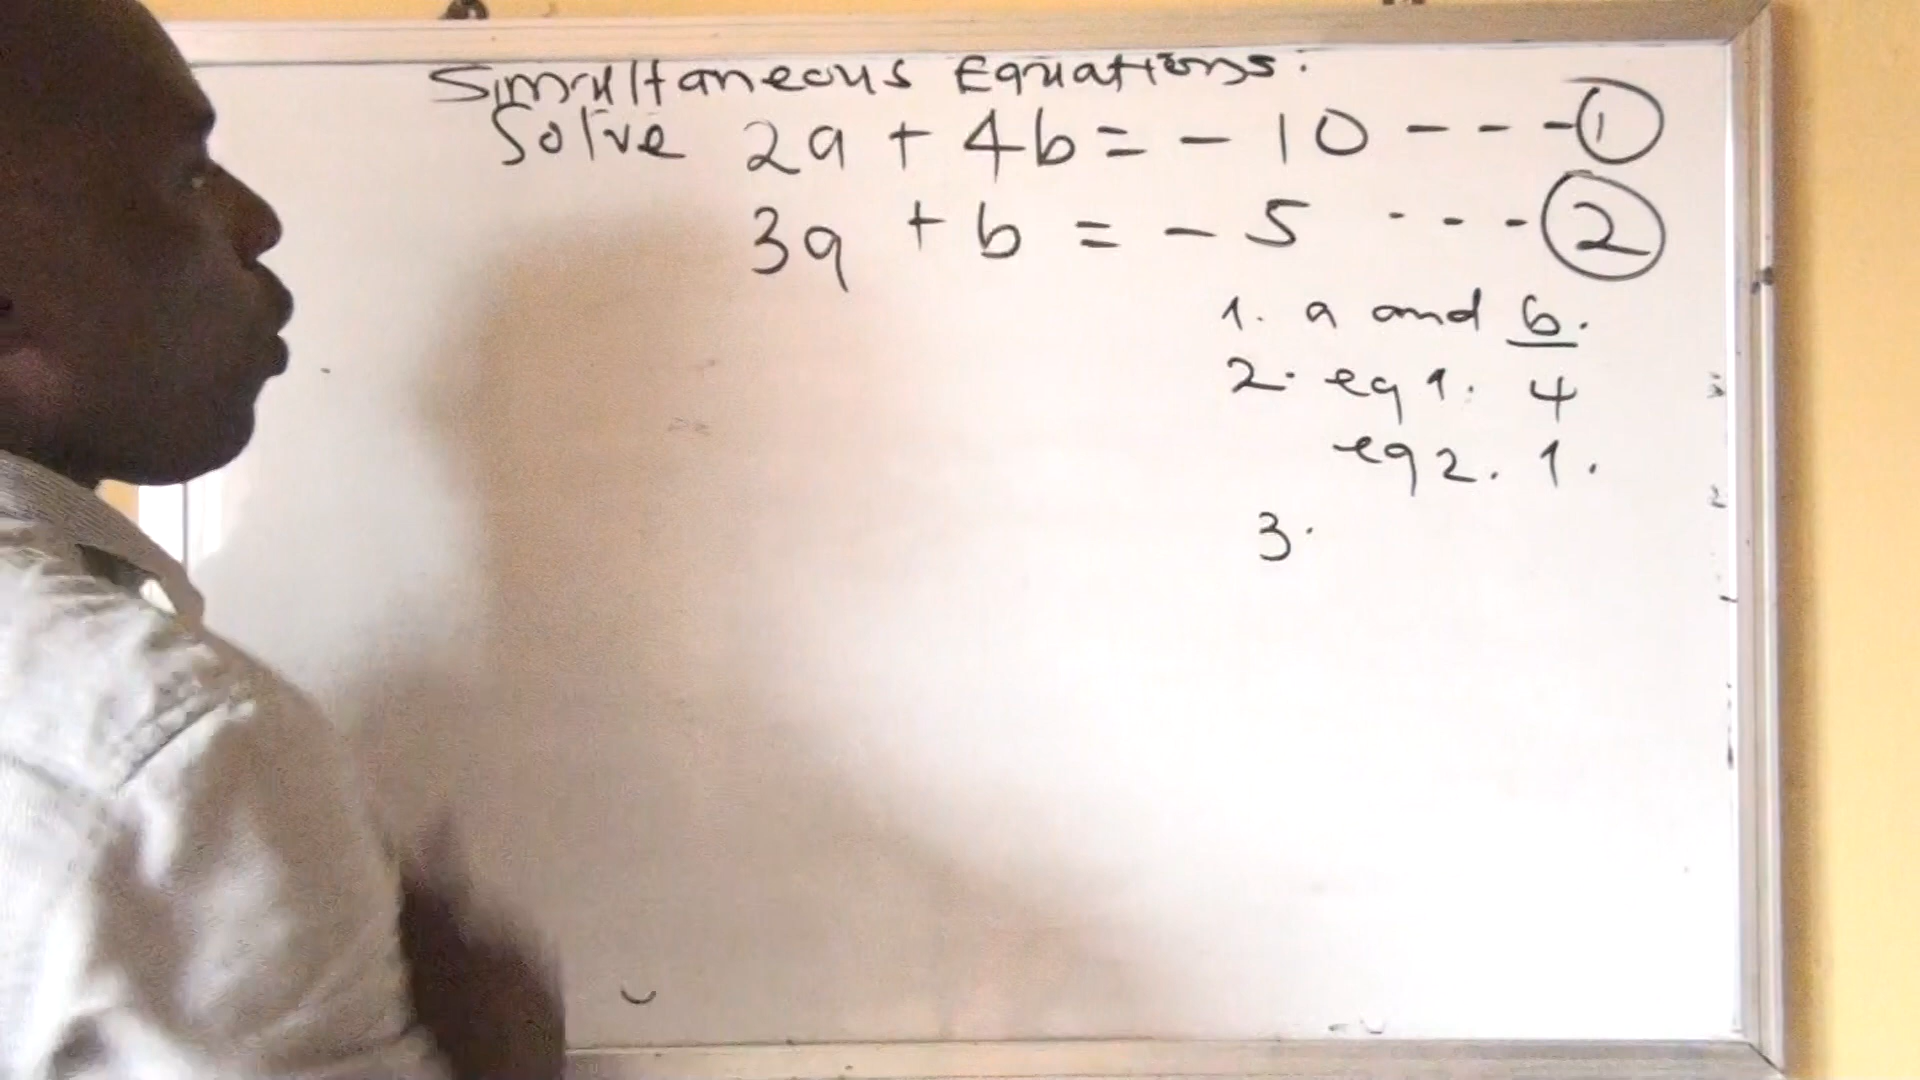 Simultaneous Equations.
Solve 2a + 4b = - 10 - - - 1
3a + b = - 5 - - - 2
1. a and b.
2. eq 1. 4
eq 2. 1.
3.